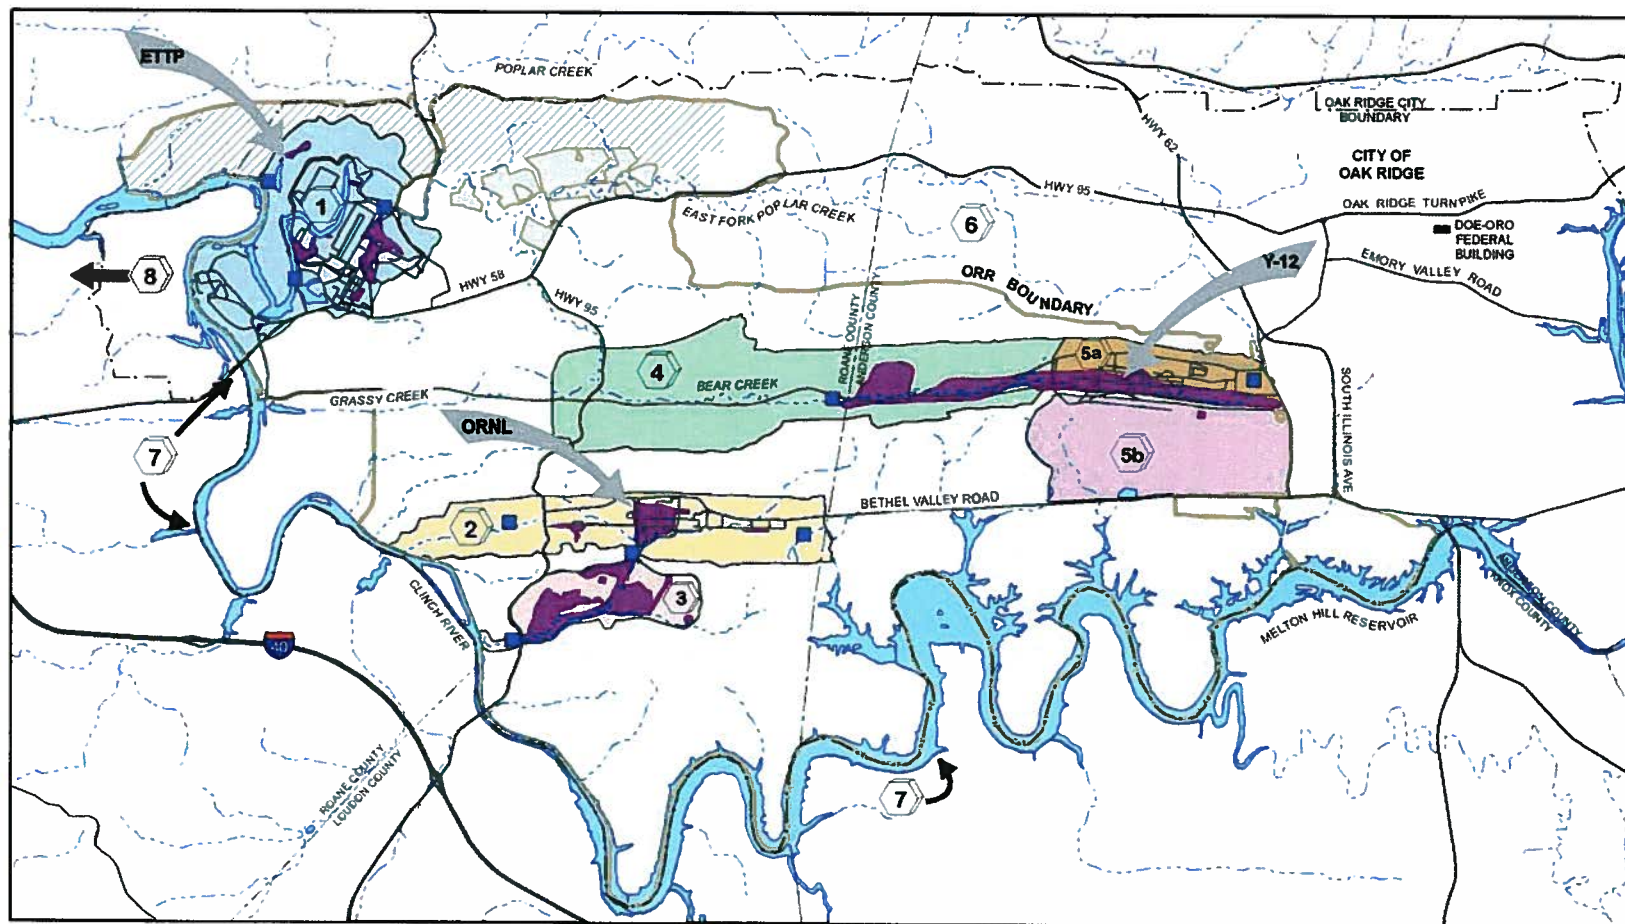 ETTP
POPLAR CREEK
OAK RIDGE CITY
BOUNDARY
HWY 62
CITY OF
OAK RIDGE
HWY 95
OAK RIDGE TURNPIKE
1
EAST FORK POPLAR CREEK
6
DOE-ORO
FEDERAL
BUILDING
Y-12
EMORY VALLEY ROAD
8
HWY 58
HWY 95
ORR BOUNDARY
ROANE COUNTY
ANDERSON COUNTY
4
5a
BEAR CREEK
GRASSY CREEK
SOUTH ILLINOIS AVE
ORNL
7
5b
BETHEL VALLEY ROAD
2
3
CLINCH RIVER
ANDERSON COUNTY
KNOX COUNTY
MELTON HILL RESERVOIR
40
ROANE COUNTY
LOUDON COUNTY
7